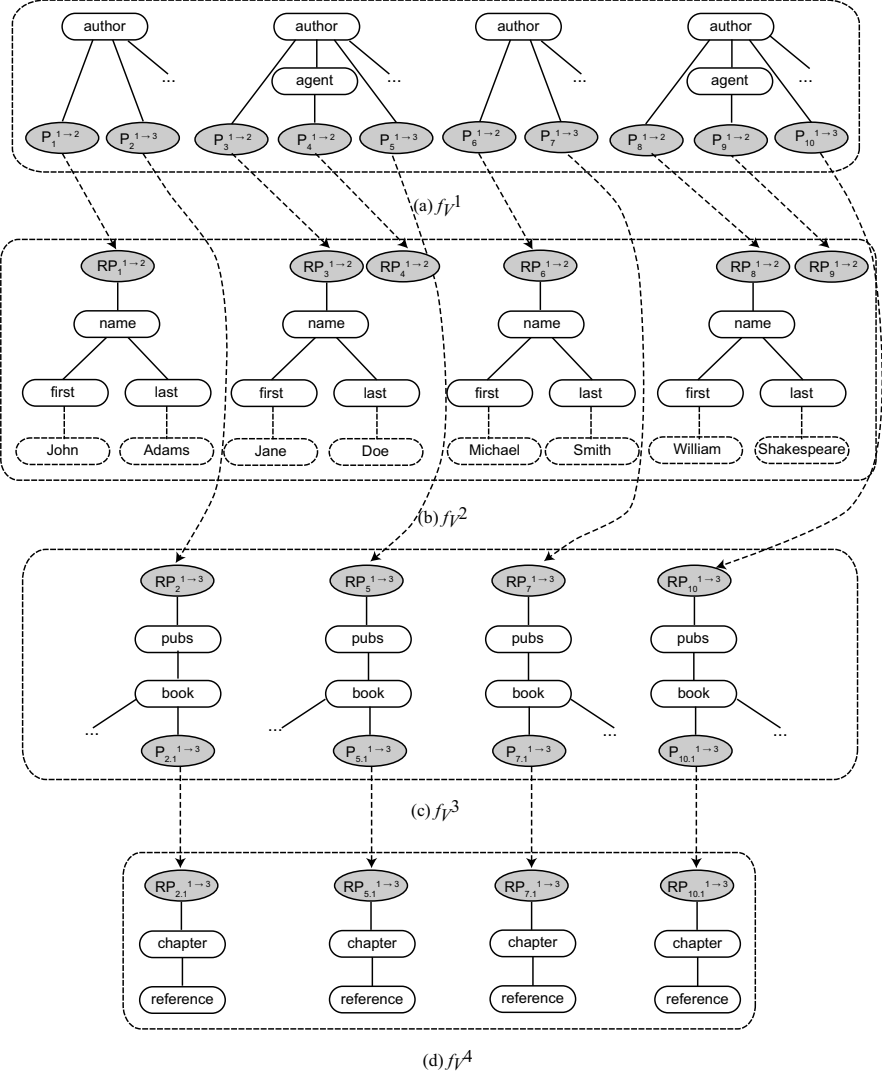 author author author author
... ... ... ...
agent agent
P₁ 1→2 P₂ 1→3 P₃ 1→2 P₄ 1→2 P₅ 1→3 P₆ 1→2 P₇ 1→3 P₈ 1→2 P₉ 1→2 P₁₀ 1→3
(a) fV1
RP₁ 1→2 RP₃ 1→2 RP₄ 1→2 RP₆ 1→2 RP₈ 1→2 RP₉ 1→2
name name name name
first last first last first last first last
John Adams Jane Doe Michael Smith William Shakespeare
(b) fV2
RP₂ 1→3 RP₅ 1→3 RP₇ 1→3 RP₁₀ 1→3
pubs pubs pubs pubs
book book book book
... ... ... ...
P₂.₁ 1→3 P₅.₁ 1→3 P₇.₁ 1→3 P₁₀.₁ 1→3
(c) fV3
RP₂.₁ 1→3 RP₅.₁ 1→3 RP₇.₁ 1→3 RP₁₀.₁ 1→3
chapter chapter chapter chapter
reference reference reference reference
(d) fV4